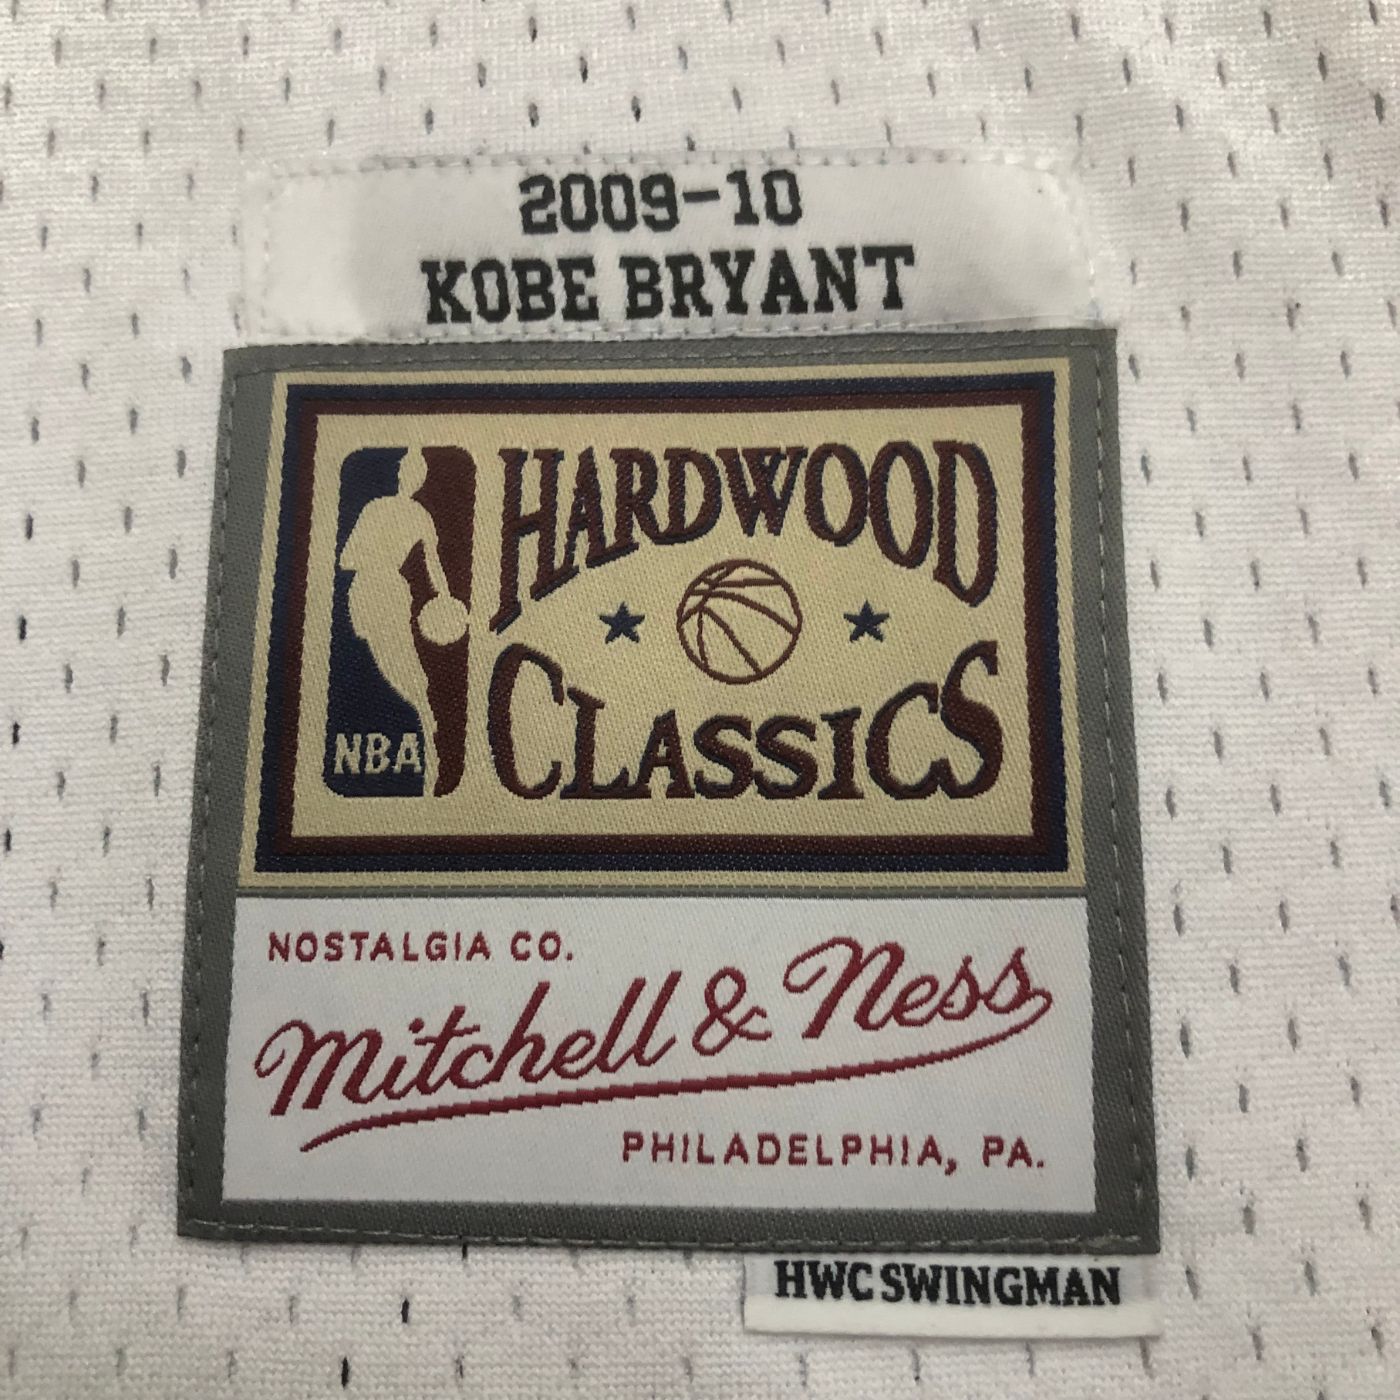 2009-10
KOBE BRYANT
HARDWOOD
CLASSICS
NBA
NOSTALGIA CO.
Mitchell & Ness
PHILADELPHIA, PA.
HWC SWINGMAN